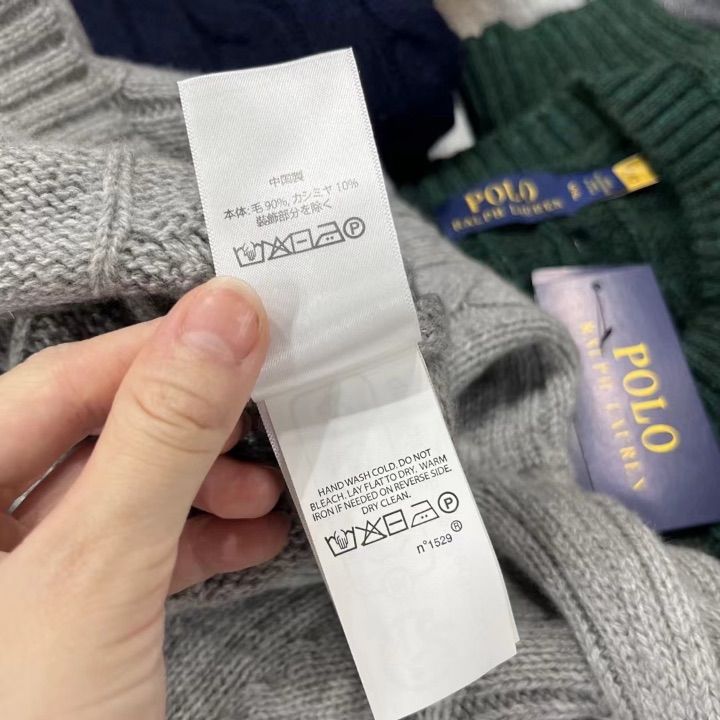 中国製
本体: 毛 90%, カシミヤ 10%
装飾部分を除く
P
HAND WASH COLD. DO NOT
BLEACH. LAY FLAT TO DRY. WARM
IRON IF NEEDED ON REVERSE SIDE.
DRY CLEAN.
P
®
n°1529
POLO
RALPH LAUREN
POLO
RALPH LAUREN